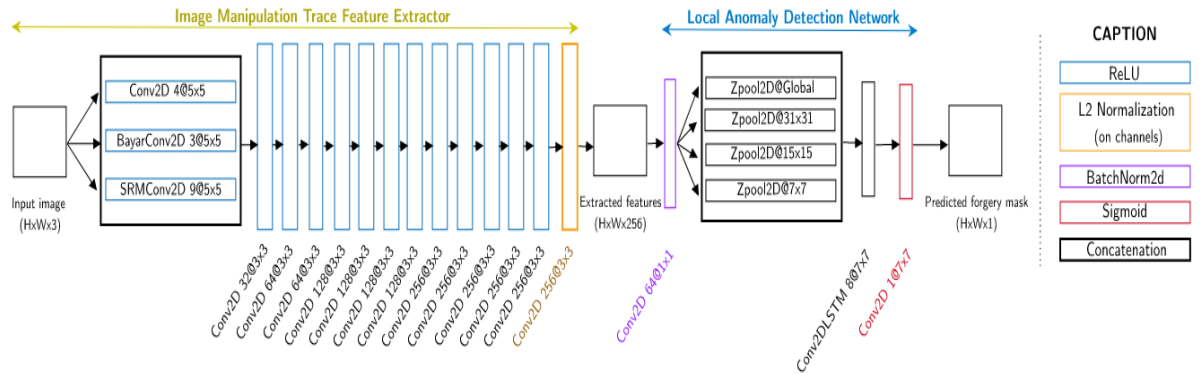 Image Manipulation Trace Feature Extractor
Local Anomaly Detection Network
Input image
(HxWx3)
Conv2D 4@5x5
BayarConv2D 3@5x5
SRMConv2D 9@5x5
Conv2D 32@3x3
Conv2D 64@3x3
Conv2D 64@3x3
Conv2D 128@3x3
Conv2D 128@3x3
Conv2D 128@3x3
Conv2D 128@3x3
Conv2D 256@3x3
Conv2D 256@3x3
Conv2D 256@3x3
Conv2D 256@3x3
Conv2D 256@3x3
Conv2D 256@3x3
Extracted features
(HxWx256)
Conv2D 64@1x1
Zpool2D@Global
Zpool2D@31x31
Zpool2D@15x15
Zpool2D@7x7
Conv2DLSTM 8@7x7
Conv2D 1@7x7
Predicted forgery mask
(HxWx1)
CAPTION
ReLU
L2 Normalization
(on channels)
BatchNorm2d
Sigmoid
Concatenation